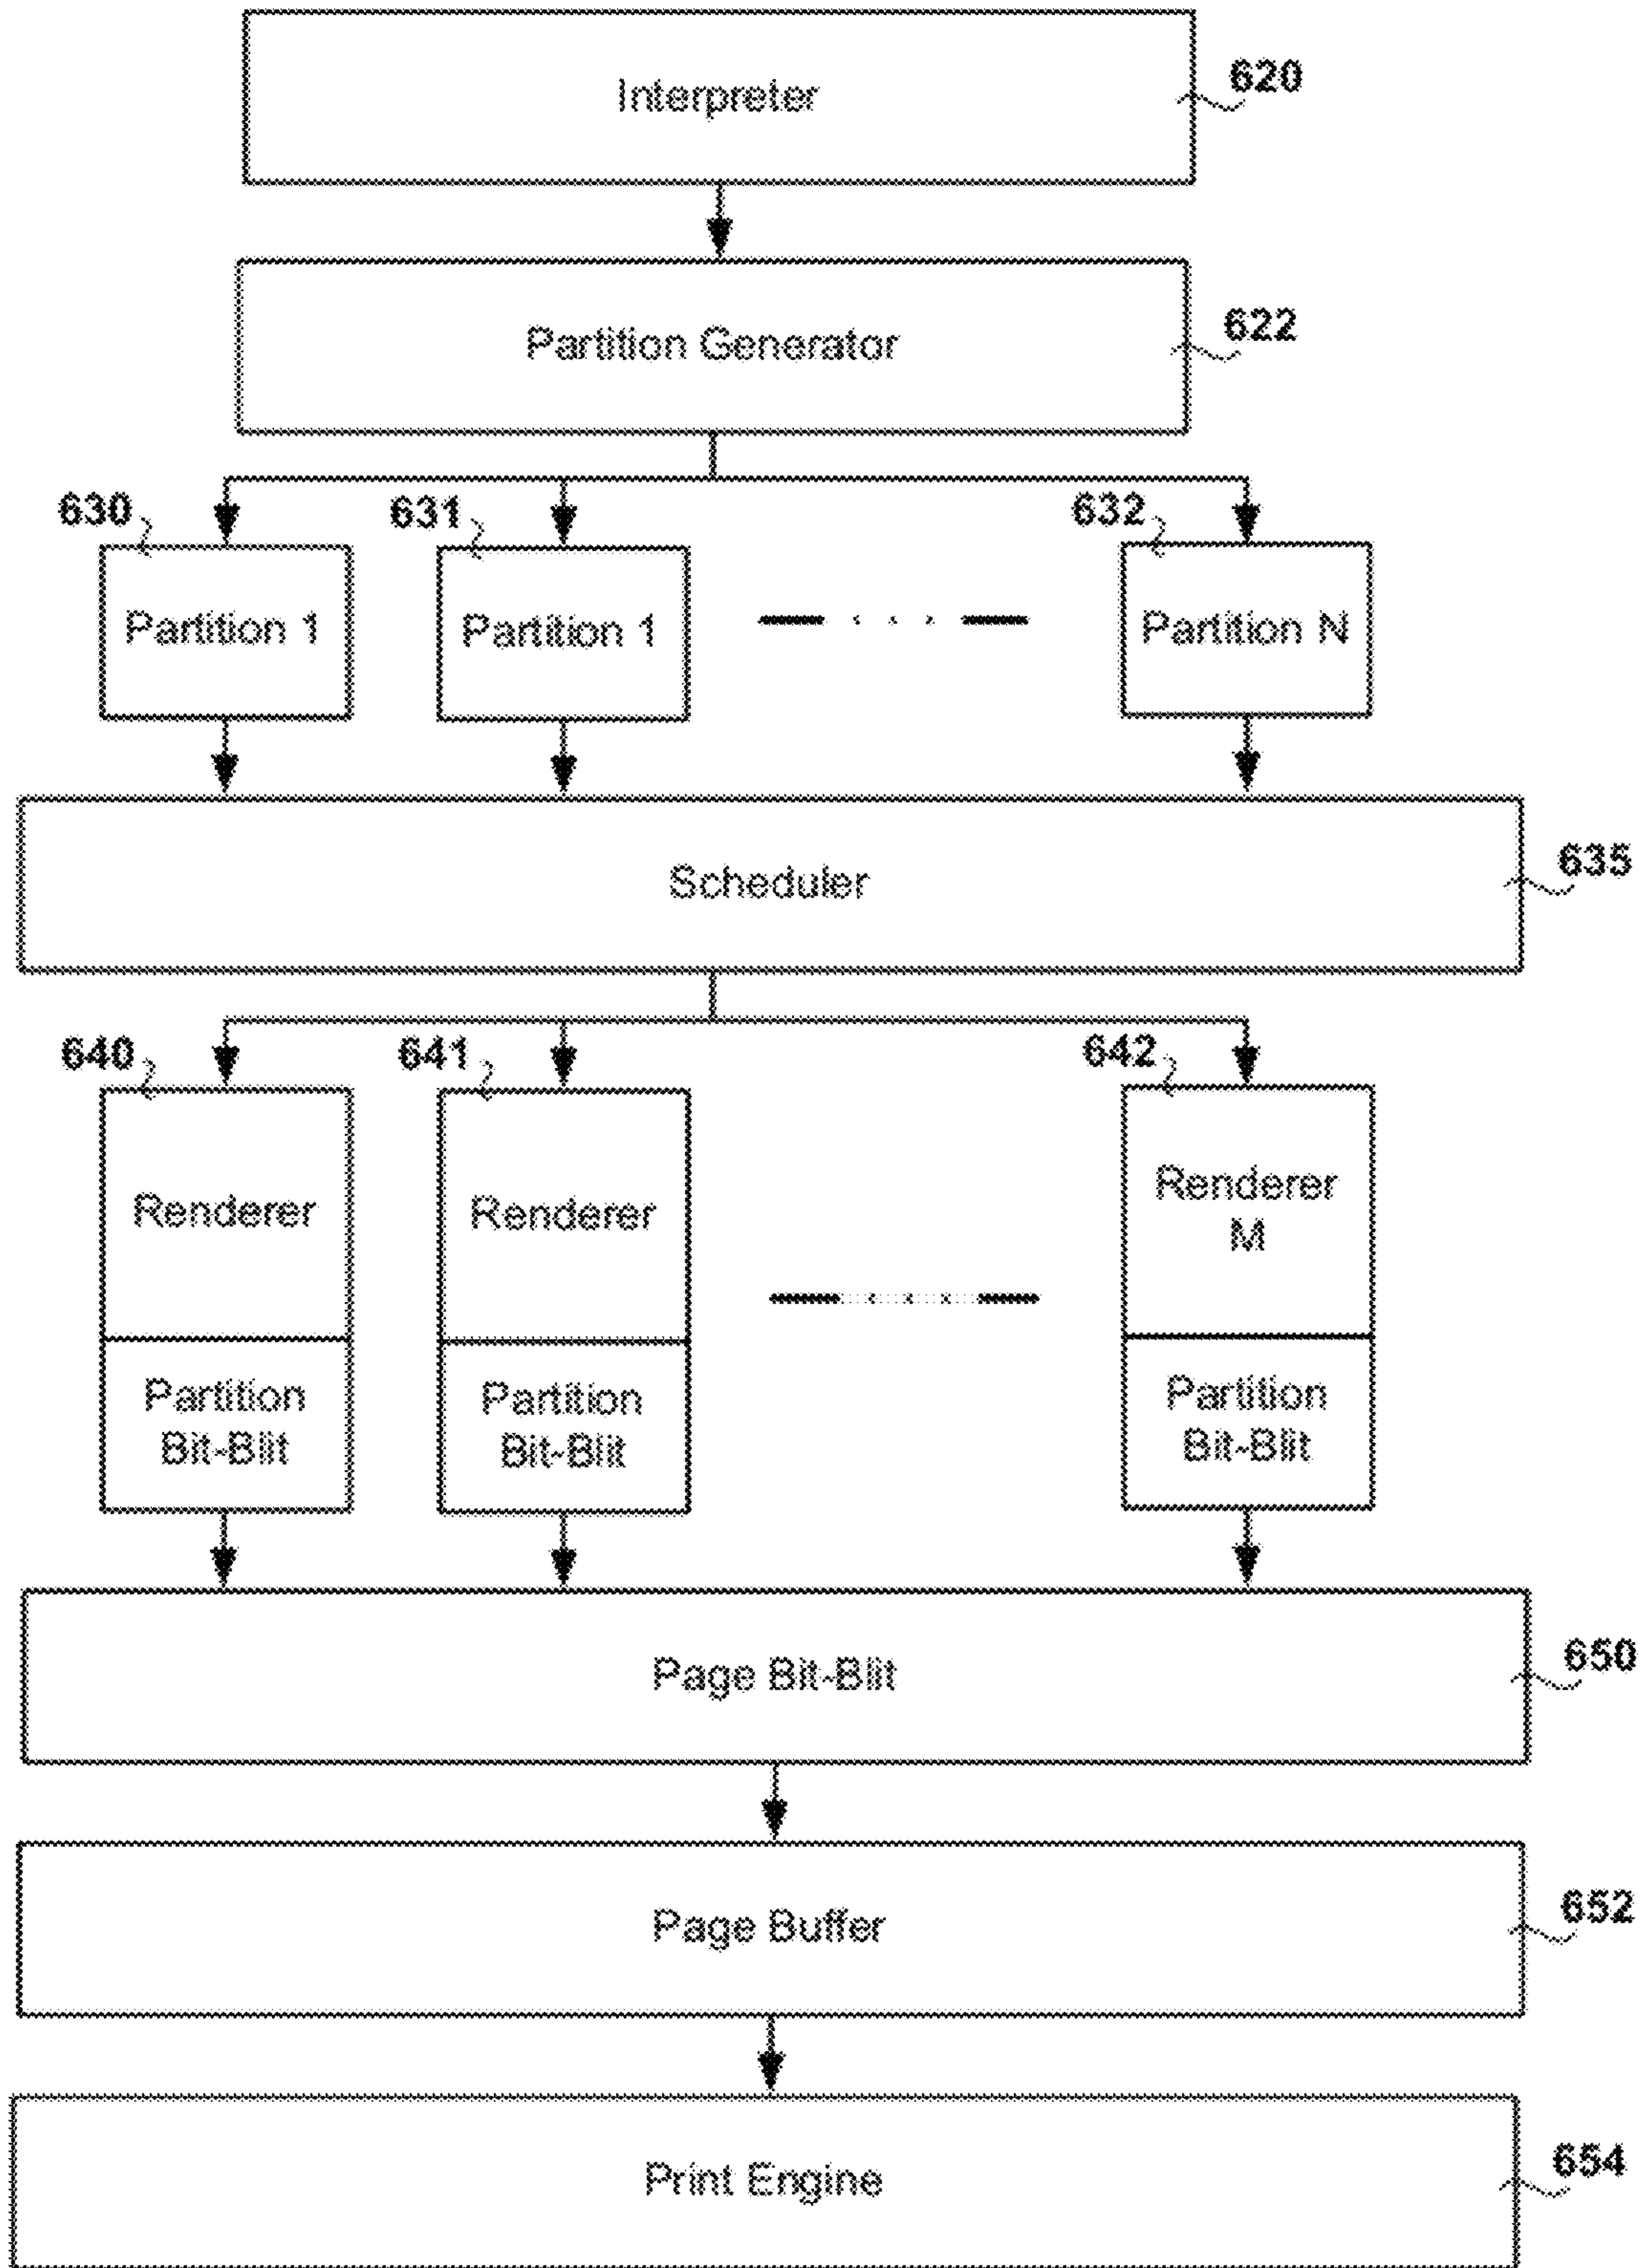 Interpreter
620
Partition Generator
622
630
631
632
Partition 1
Partition 1
Partition N
Scheduler
635
640
641
642
Renderer
Renderer
Renderer
M
Partition
Bit-Blit
Partition
Bit-Blit
Partition
Bit-Blit
Page Bit-Blit
650
Page Buffer
652
Print Engine
654